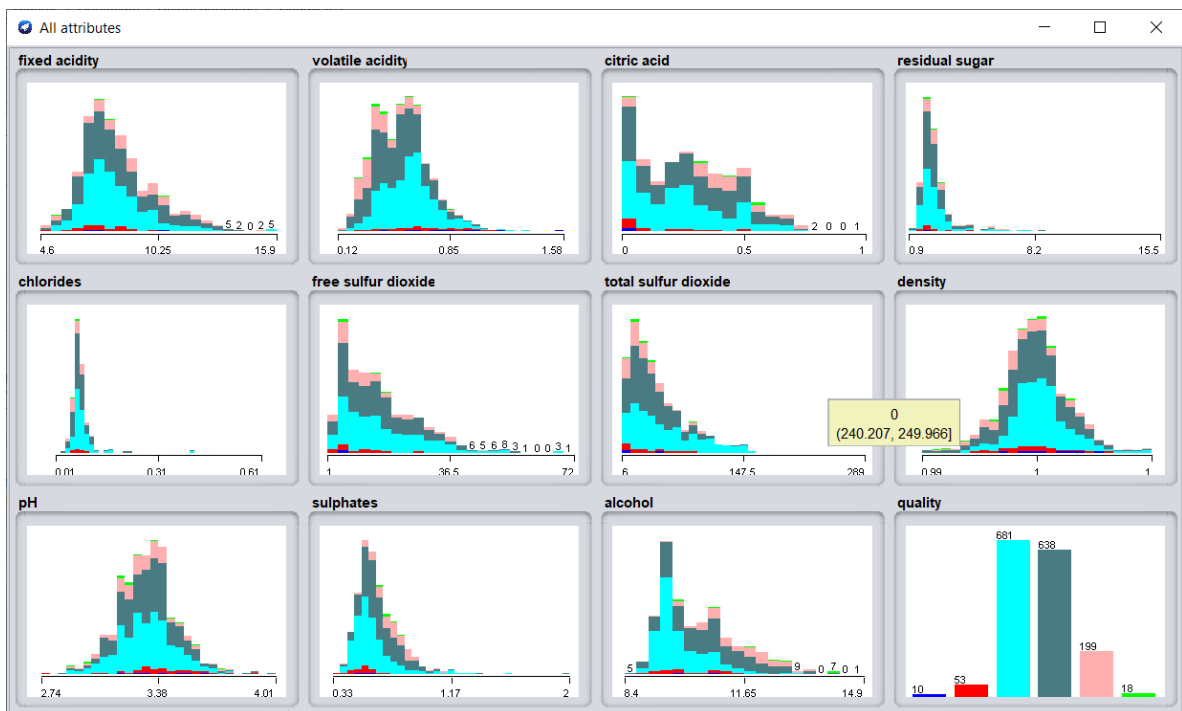 All attributes
fixed acidity volatile acidity citric acid residual sugar
5 2 0 2 5
2 0 0 1
4.6 10.25 15.9
0.12 0.85 1.58
0 0.5 1
0.9 8.2 15.5
chlorides free sulfur dioxide total sulfur dioxide density
0
(240.207, 249.966]
6 5 6 8 3 1 0 0 3 1
0.01 0.31 0.61
1 36.5 72
6 147.5 289
0.99 1 1
pH sulphates alcohol quality
681
638
199
53
10
18
5 9 0 7 0 1
2.74 3.38 4.01
0.33 1.17 2
8.4 11.65 14.9